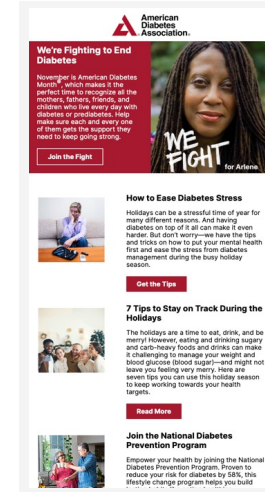 American
Diabetes
Association.
We're Fighting to End
Diabetes
November is American Diabetes
Month®, which makes it the
perfect time to recognize all the
mothers, fathers, friends, and
children who live every day with
diabetes or prediabetes. Help
make sure each and every one
of them gets the support they
need to keep going strong.
Join the Fight
WE
FIGHT
for Arlene
How to Ease Diabetes Stress
Holidays can be a stressful time of year for
many different reasons. And having
diabetes on top of it all can make it even
harder. But don't worry—we have the tips
and tricks on how to put your mental health
first and ease the stress from diabetes
management during the busy holiday
season.
Get the Tips
7 Tips to Stay on Track During the
Holidays
The holidays are a time to eat, drink, and be
merry! However, eating and drinking sugary
and carb-heavy foods and drinks can make
it challenging to manage your weight and
blood glucose (blood sugar)—and might not
leave you feeling very merry. Here are
seven tips you can use this holiday season
to keep working towards your health
targets.
Read More
Join the National Diabetes
Prevention Program
Empower your health by joining the National
Diabetes Prevention Program. Proven to
reduce your risk for diabetes by 58%, this
lifestyle change program helps you build